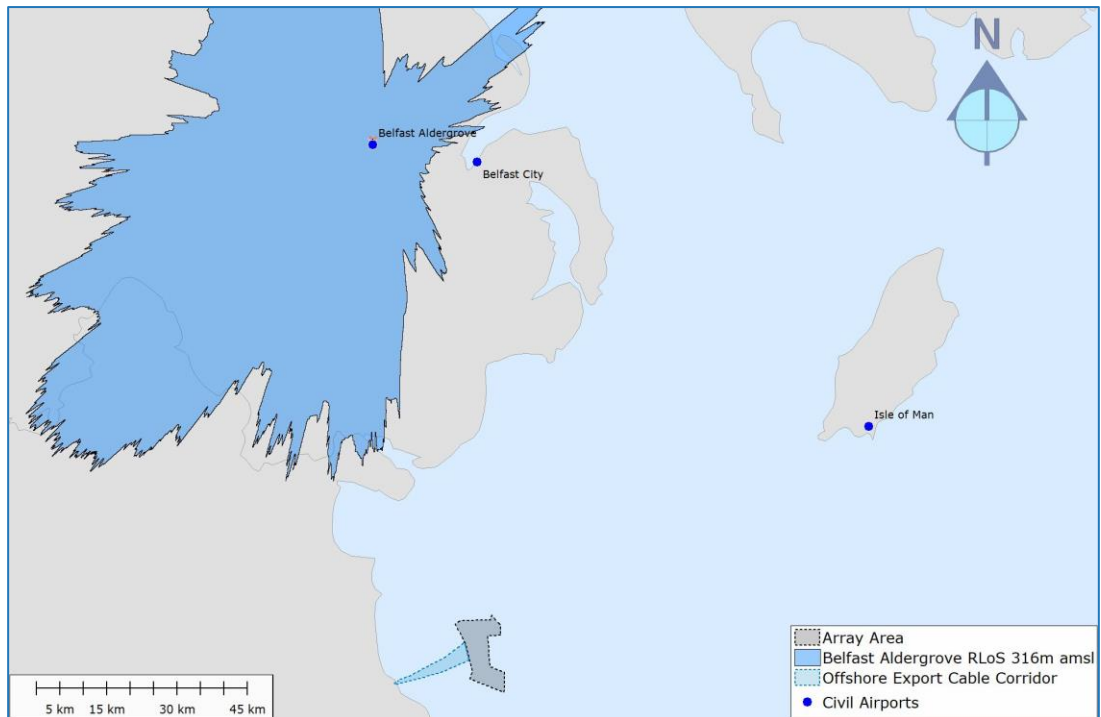 N
Belfast Aldergrove
Belfast City
Isle of Man
Array Area
Belfast Aldergrove RLoS 316m amsl
Offshore Export Cable Corridor
Civil Airports
5 km 15 km 30 km 45 km